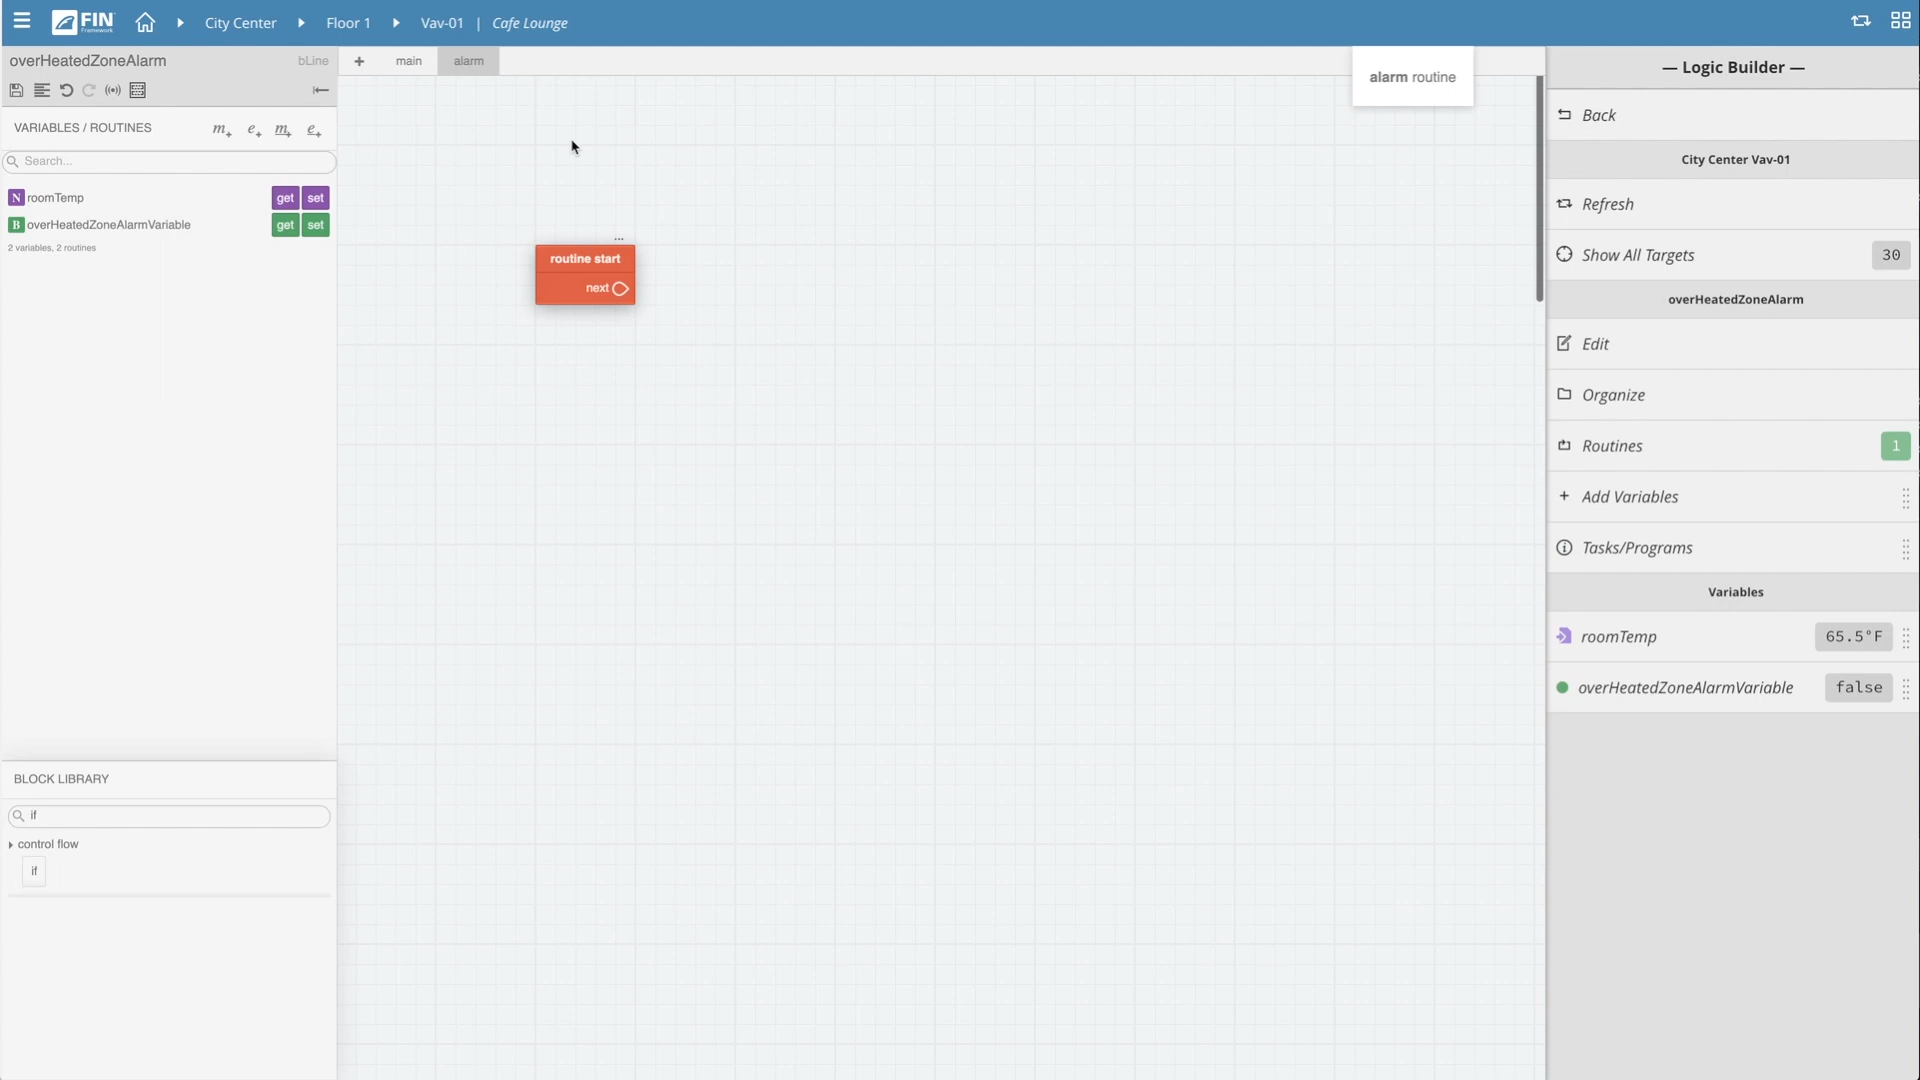 FIN
Framework
City Center
Floor 1
Vav-01 | Cafe Lounge
overHeatedZoneAlarm
bLine
+ main alarm
VARIABLES / ROUTINES
m+ e+ m+ e+
Search...
N roomTemp get set
B overHeatedZoneAlarmVariable get set
2 variables, 2 routines
BLOCK LIBRARY
if
control flow
if
...
routine start
next
alarm routine
— Logic Builder —
Back
City Center Vav-01
Refresh
Show All Targets 30
overHeatedZoneAlarm
Edit
Organize
Routines 1
+ Add Variables
Tasks/Programs
Variables
roomTemp 65.5°F
overHeatedZoneAlarmVariable false